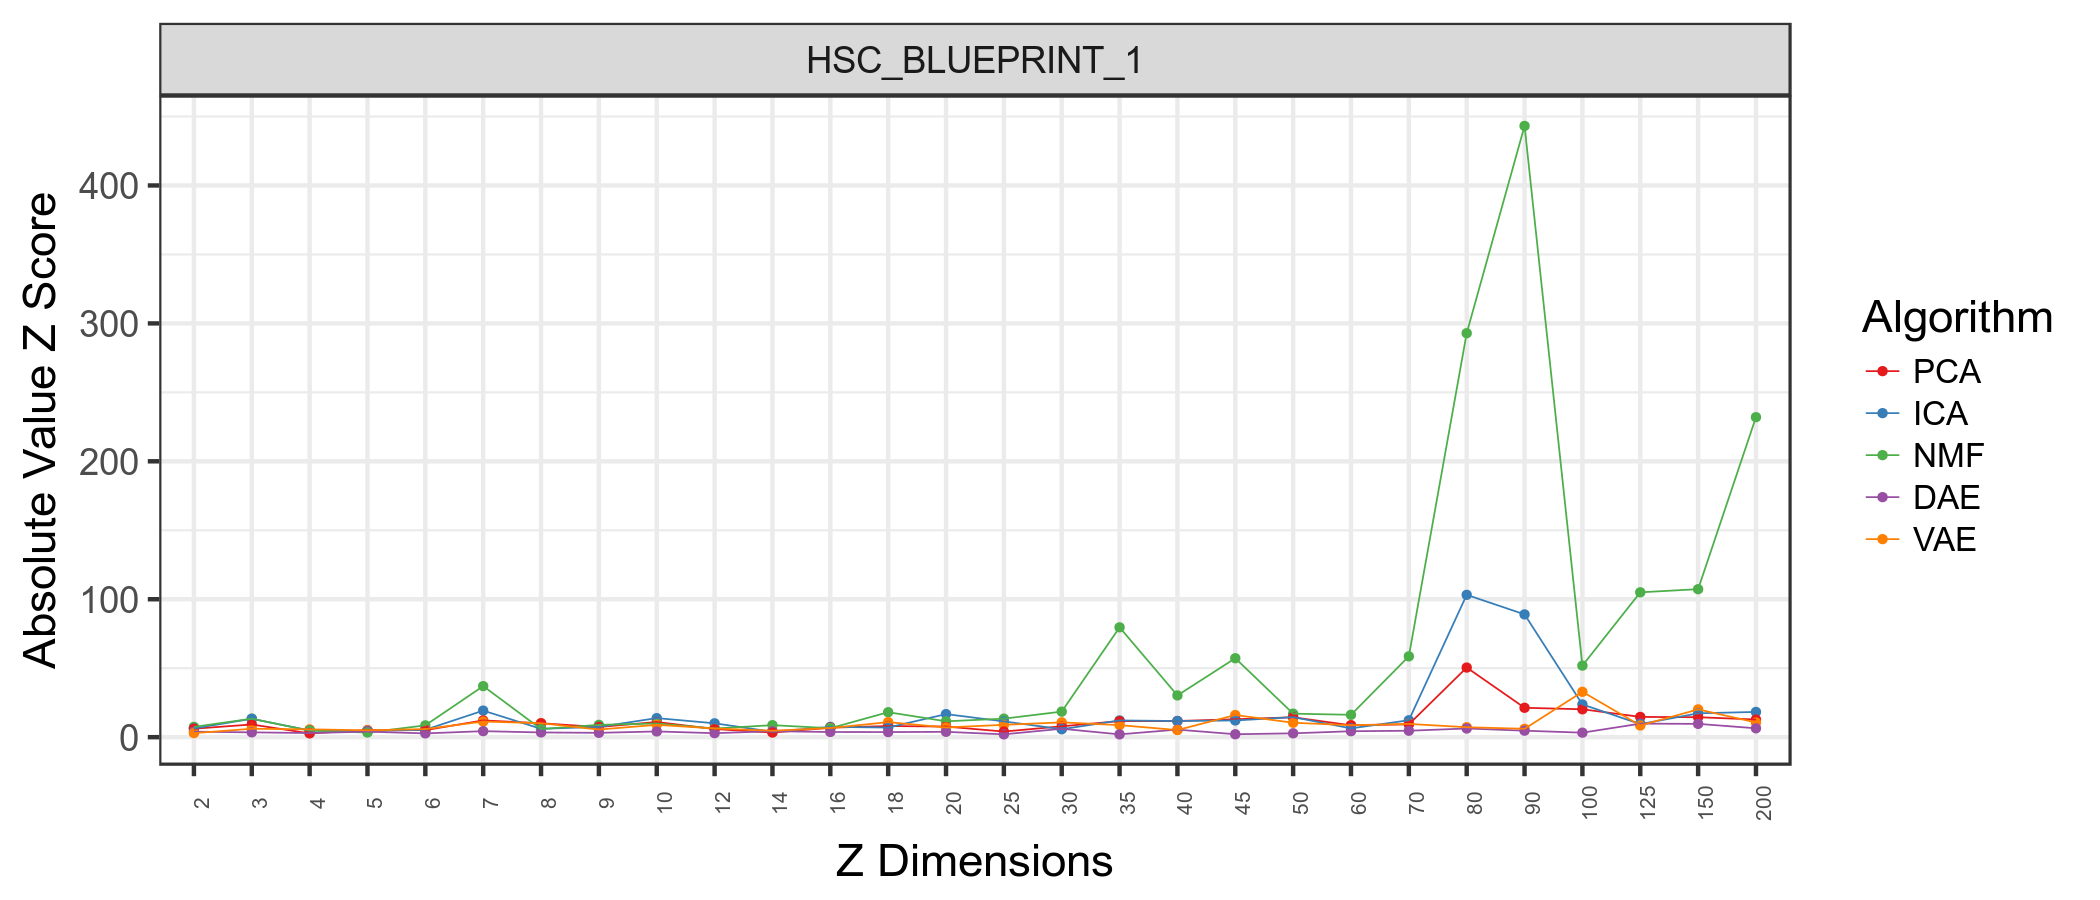 HSC_BLUEPRINT_1
Absolute Value Z Score
400
300
200
100
0
2 3 4 5 6 7 8 9 10 12 14 16 18 20 25 30 35 40 45 50 60 70 80 90 100 125 150 200
Z Dimensions
Algorithm
PCA
ICA
NMF
DAE
VAE